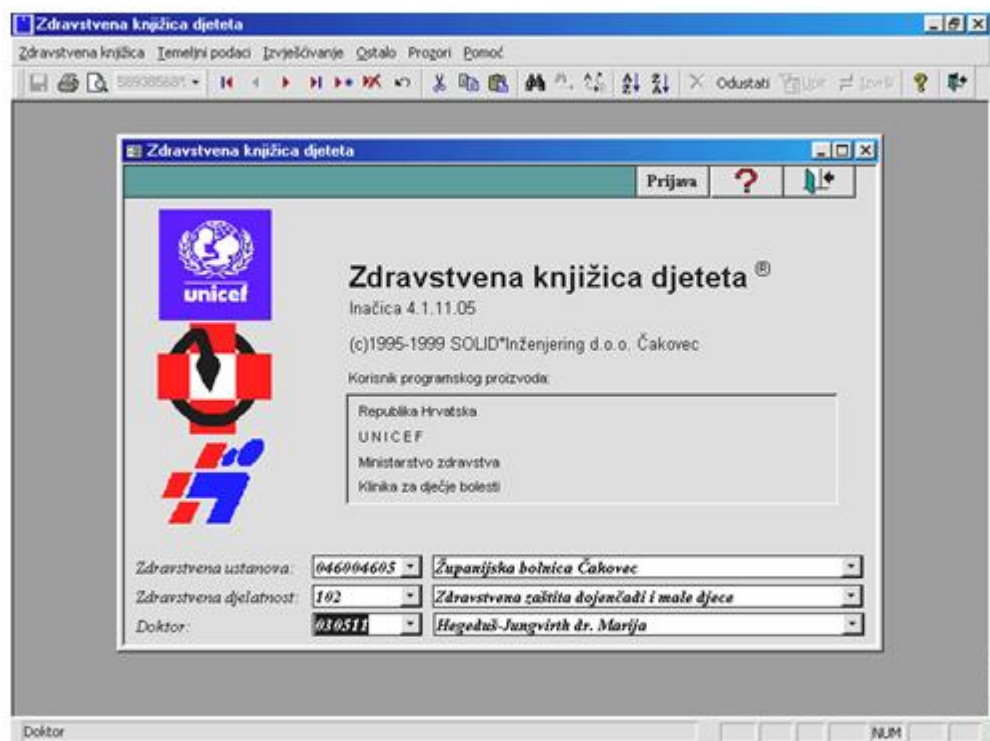 Zdravstvena knjižica djeteta
Zdravstvena knjižica Temeljni podaci Izvješćivanje Ostalo Prozori Pomoć
Odustati
Zdravstvena knjižica djeteta
Prijava
unicef
Zdravstvena knjižica djeteta ®
Inačica 4.1.11.05
(c)1995-1999 SOLID*Inženjering d.o.o. Čakovec
Korisnik programskog proizvoda:
Republika Hrvatska
UNICEF
Ministarstvo zdravstva
Klinika za dječje bolesti
Zdravstvena ustanova: 046004605 Županijska bolnica Čakovec
Zdravstvena djelatnost: 102 Zdravstvena zaštita dojenčadi i male djece
Doktor: 030511 Hegeduš-Jungvirth dr. Marija
Doktor NUM